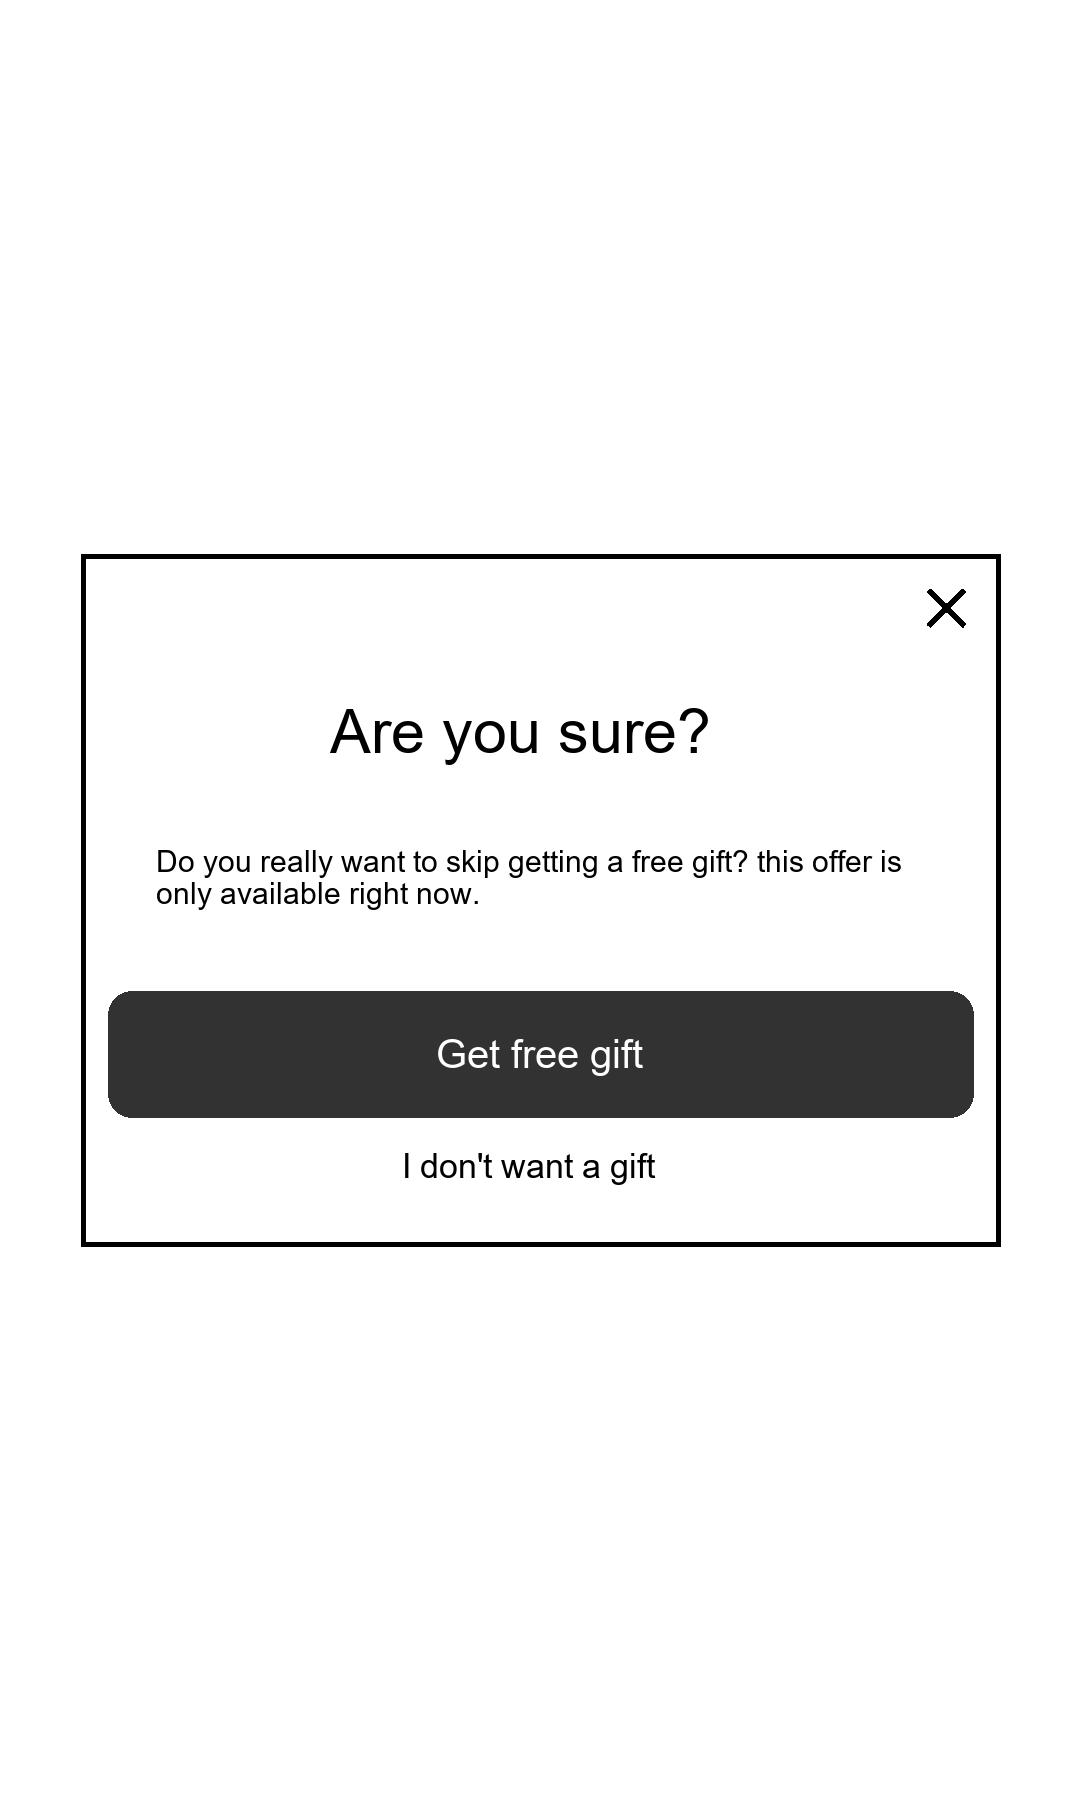 Are you sure?
Do you really want to skip getting a free gift? this offer is
only available right now.
Get free gift
I don't want a gift